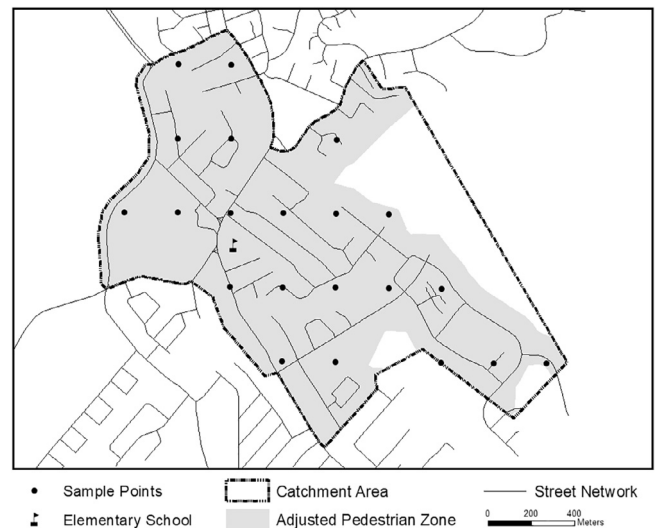 Sample Points
Catchment Area
Street Network
Elementary School
Adjusted Pedestrian Zone
0 200 400
Meters